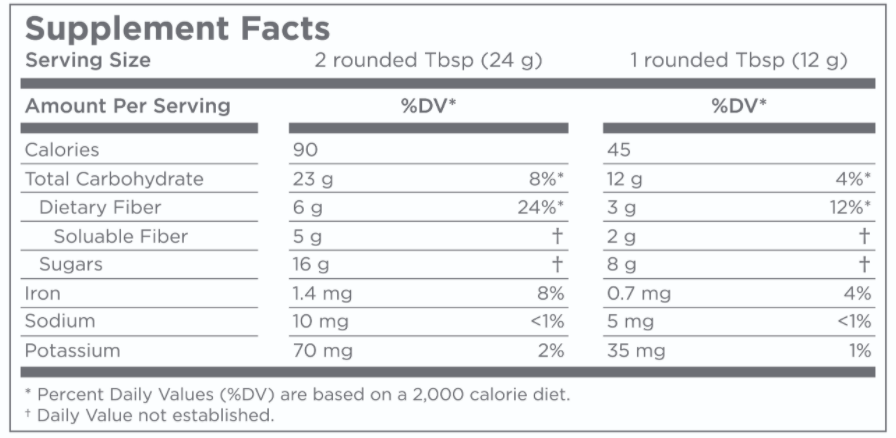 Supplement Facts
Serving Size 2 rounded Tbsp (24 g) 1 rounded Tbsp (12 g)
Amount Per Serving %DV* %DV*
Calories 90 45
Total Carbohydrate 23 g 8%* 12 g 4%*
Dietary Fiber 6 g 24%* 3 g 12%*
Soluable Fiber 5 g † 2 g †
Sugars 16 g † 8 g †
Iron 1.4 mg 8% 0.7 mg 4%
Sodium 10 mg <1% 5 mg <1%
Potassium 70 mg 2% 35 mg 1%
* Percent Daily Values (%DV) are based on a 2,000 calorie diet.
† Daily Value not established.